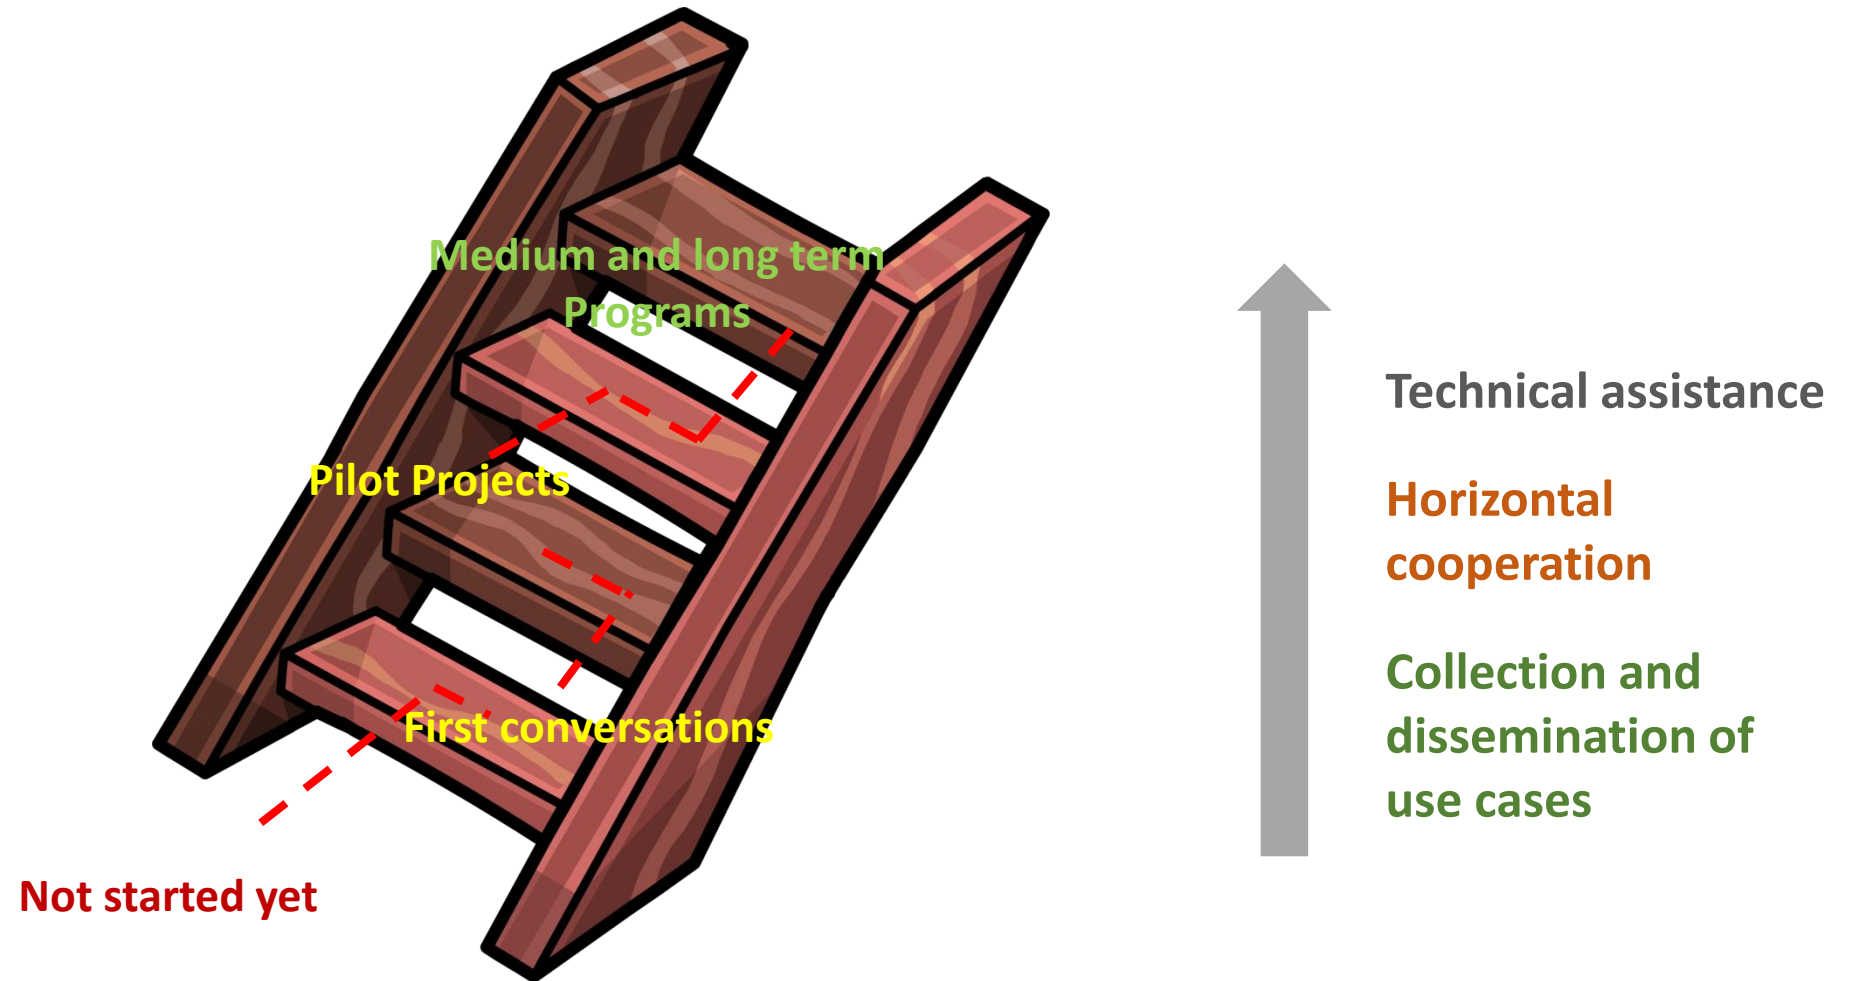 Medium and long term
Programs
Pilot Projects
First conversations
Not started yet
Technical assistance
Horizontal
cooperation
Collection and
dissemination of
use cases